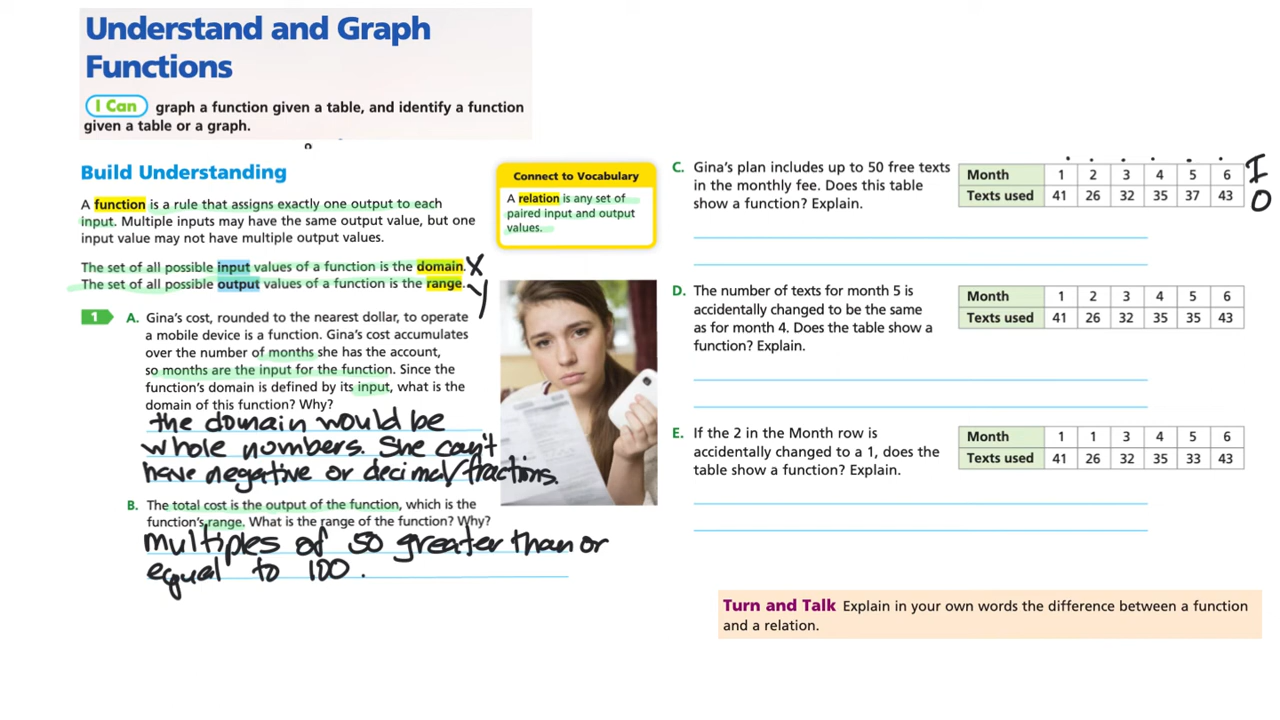 Understand and Graph
Functions
I Can graph a function given a table, and identify a function
given a table or a graph.
Build Understanding
A function is a rule that assigns exactly one output to each
input. Multiple inputs may have the same output value, but one
input value may not have multiple output values.
The set of all possible input values of a function is the domain. X
The set of all possible output values of a function is the range. Y
Connect to Vocabulary
A relation is any set of
paired input and output
values.
1 A. Gina's cost, rounded to the nearest dollar, to operate
a mobile device is a function. Gina's cost accumulates
over the number of months she has the account,
so months are the input for the function. Since the
function's domain is defined by its input, what is the
domain of this function? Why?
the domain would be
whole numbers. She can't
have negative or decimal/fractions.
B. The total cost is the output of the function, which is the
function's range. What is the range of the function? Why?
multiples of 50 greater than or
equal to 100.
C. Gina's plan includes up to 50 free texts
in the monthly fee. Does this table
show a function? Explain.
Month 1 2 3 4 5 6 I
Texts used 41 26 32 35 37 43 O
D. The number of texts for month 5 is
accidentally changed to be the same
as for month 4. Does the table show a
function? Explain.
Month 1 2 3 4 5 6
Texts used 41 26 32 35 35 43
E. If the 2 in the Month row is
accidentally changed to a 1, does the
table show a function? Explain.
Month 1 1 3 4 5 6
Texts used 41 26 32 35 33 43
Turn and Talk Explain in your own words the difference between a function
and a relation.